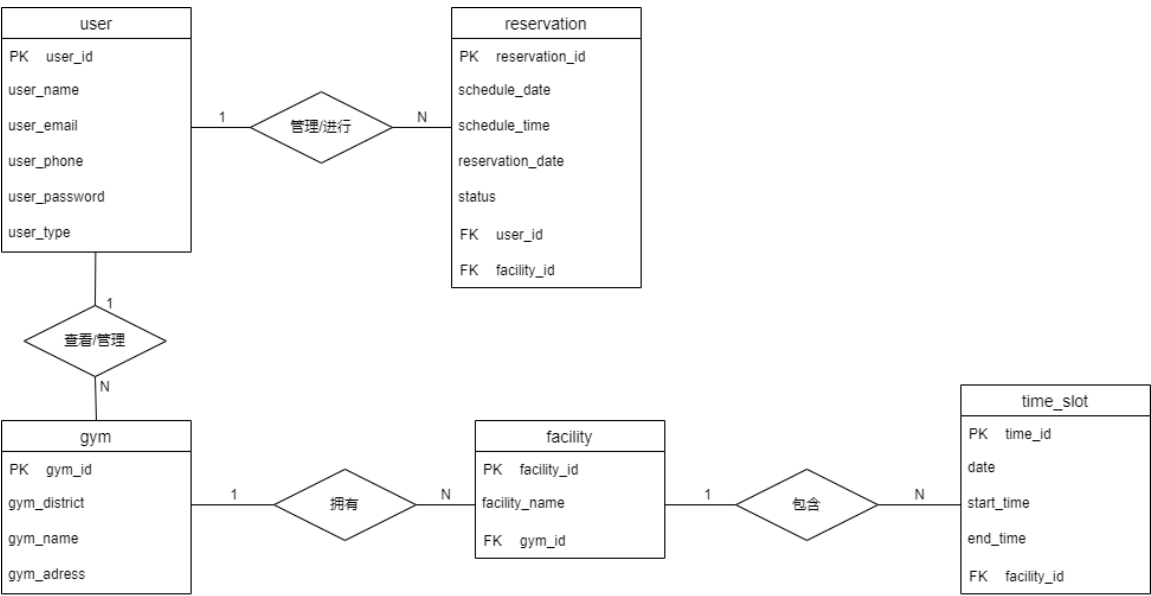 user
PK user_id
user_name
user_email
user_phone
user_password
user_type
1
管理/进行
N
reservation
PK reservation_id
schedule_date
schedule_time
reservation_date
status
FK user_id
FK facility_id
1
查看/管理
N
gym
PK gym_id
gym_district
gym_name
gym_adress
1
拥有
N
facility
PK facility_id
facility_name
FK gym_id
1
包含
N
time_slot
PK time_id
date
start_time
end_time
FK facility_id